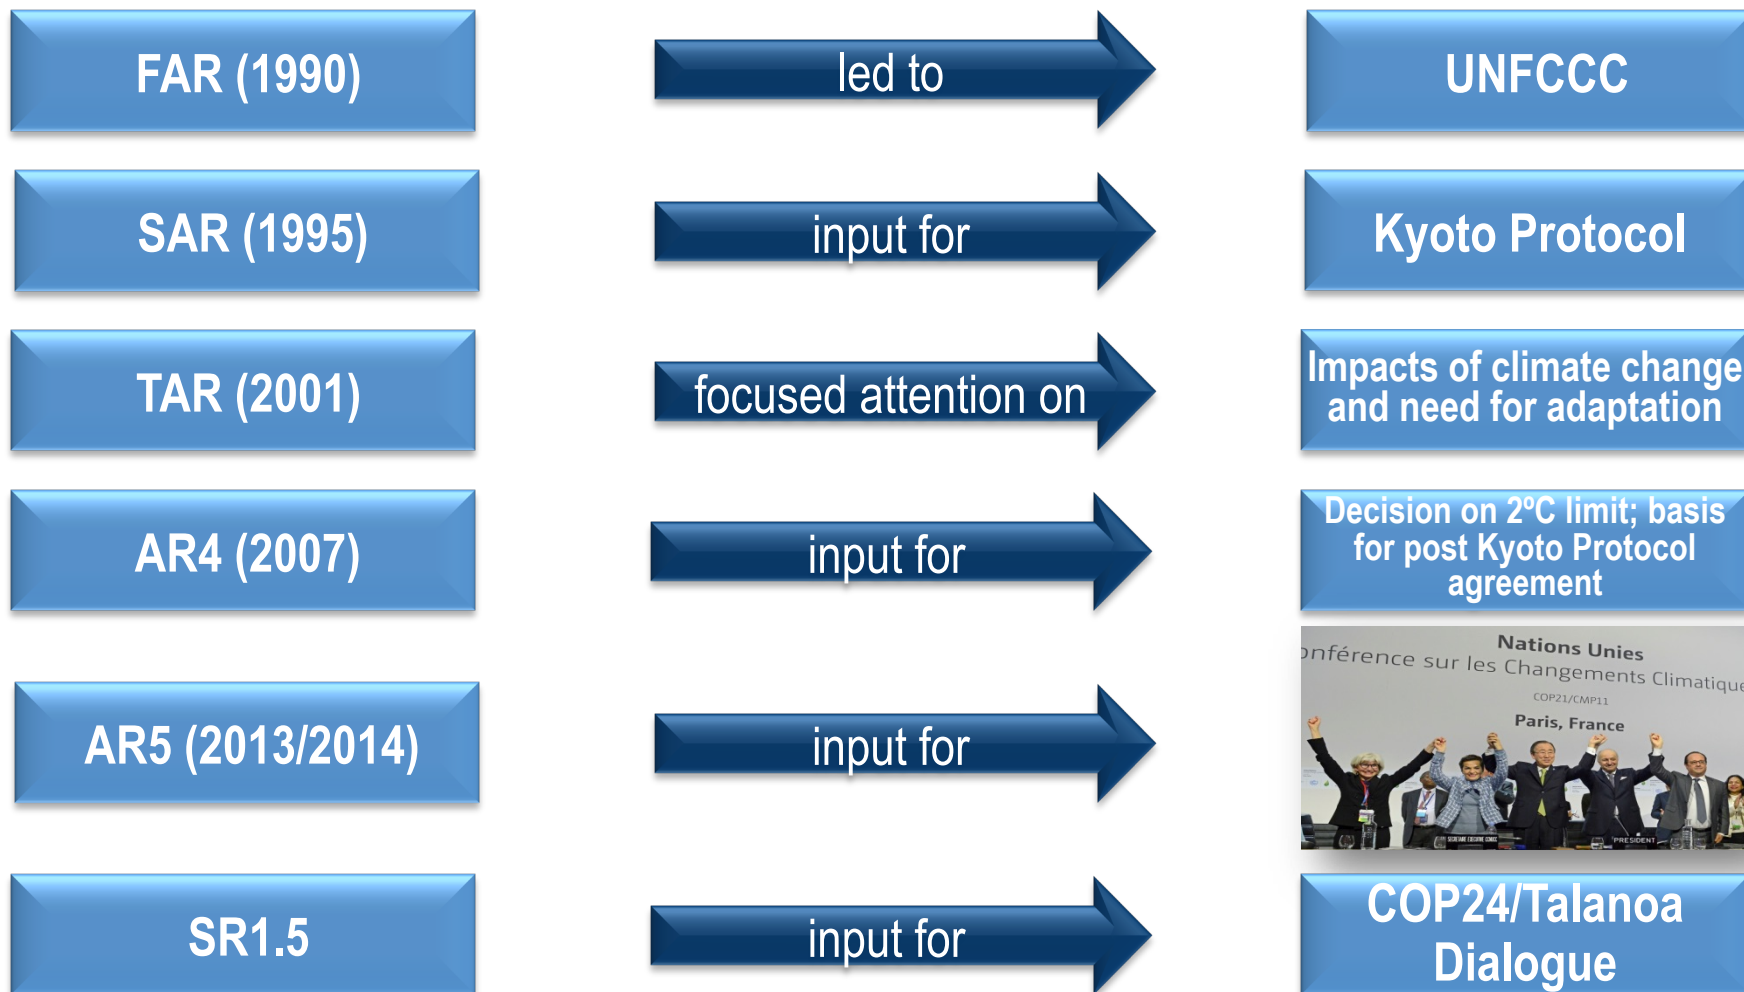 FAR (1990)
led to
UNFCCC
SAR (1995)
input for
Kyoto Protocol
TAR (2001)
focused attention on
Impacts of climate change
and need for adaptation
AR4 (2007)
input for
Decision on 2ºC limit; basis
for post Kyoto Protocol
agreement
AR5 (2013/2014)
input for
Nations Unies
onférence sur les Changements Climatique
COP21/CMP11
Paris, France
PRESIDENT
SR1.5
input for
COP24/Talanoa
Dialogue